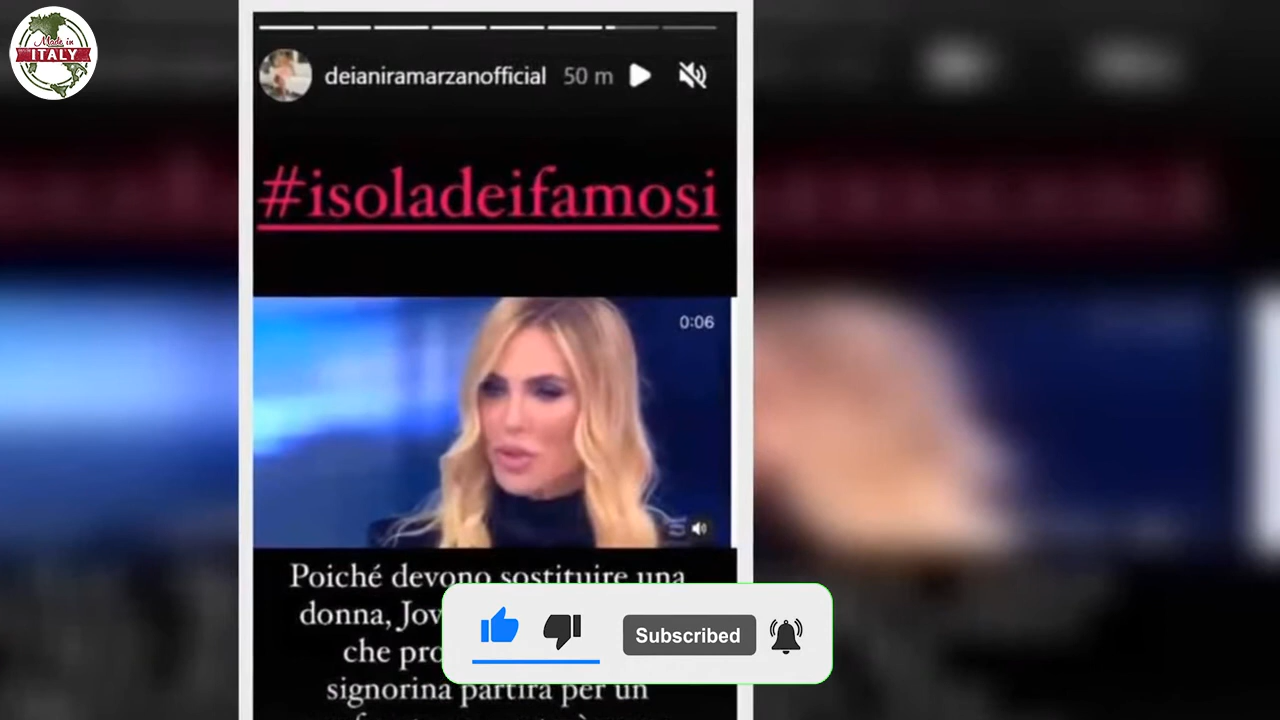 Made in
ITALY
deianiramarzanofficial 50 m
#isoladeifamosi
0:06
Poiché devono sostituire una
donna, Jov
che pro
Subscribed
signorina partirà per un